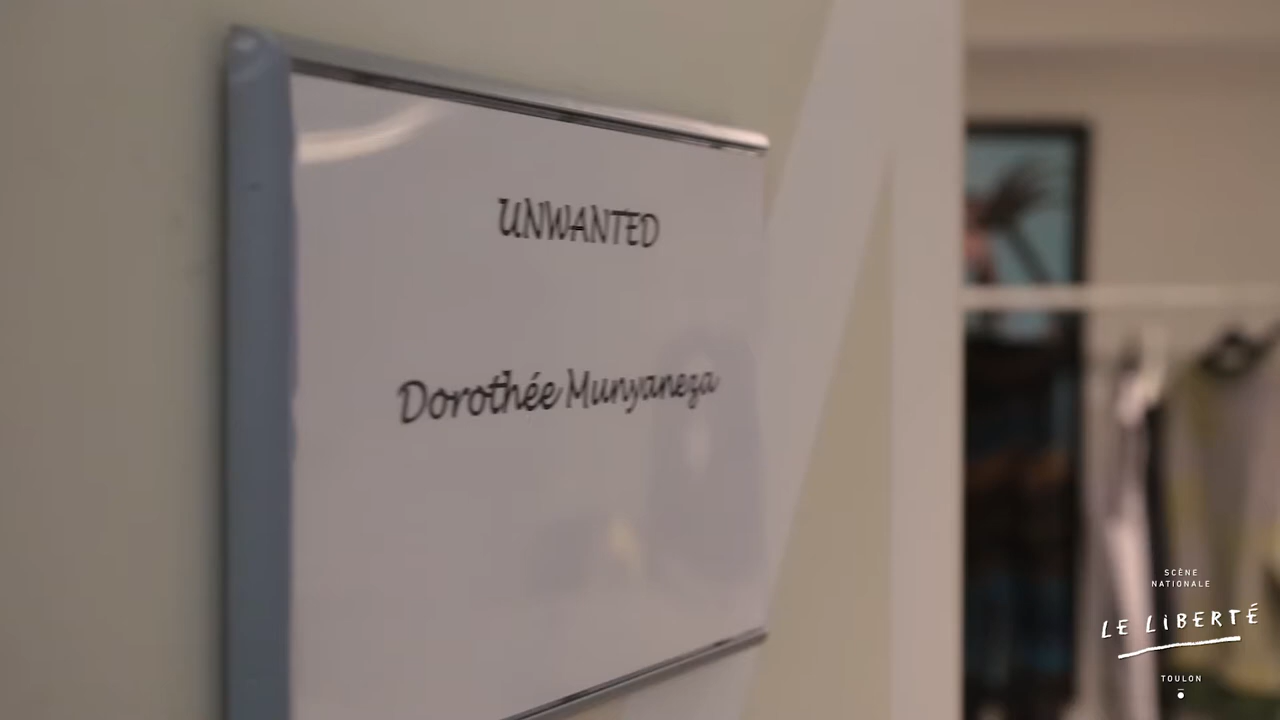 UNWANTED
Dorothée Munyaneza
SCÈNE
NATIONALE
LE LiBERTÉ
TOULON